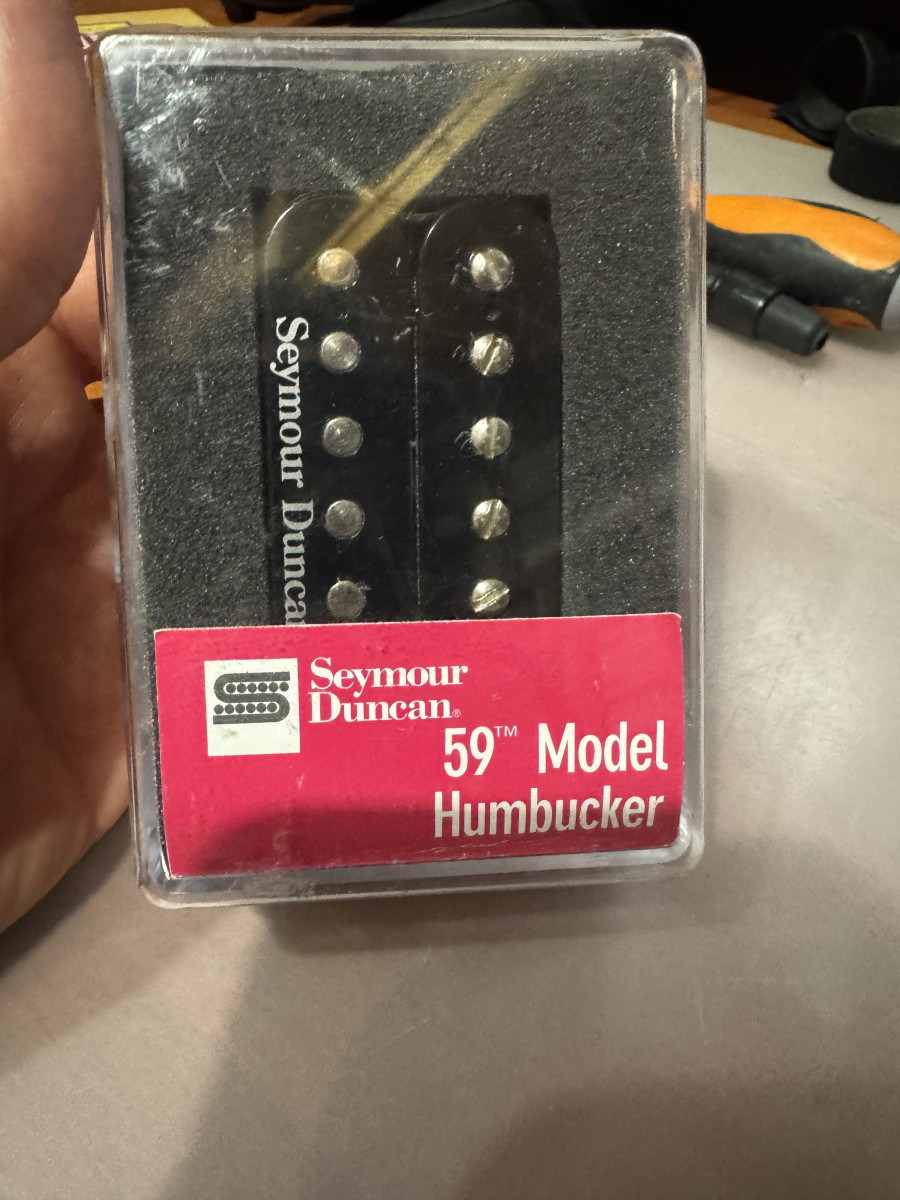 Seymour Duncan
Seymour
Duncan®
59™ Model
Humbucker